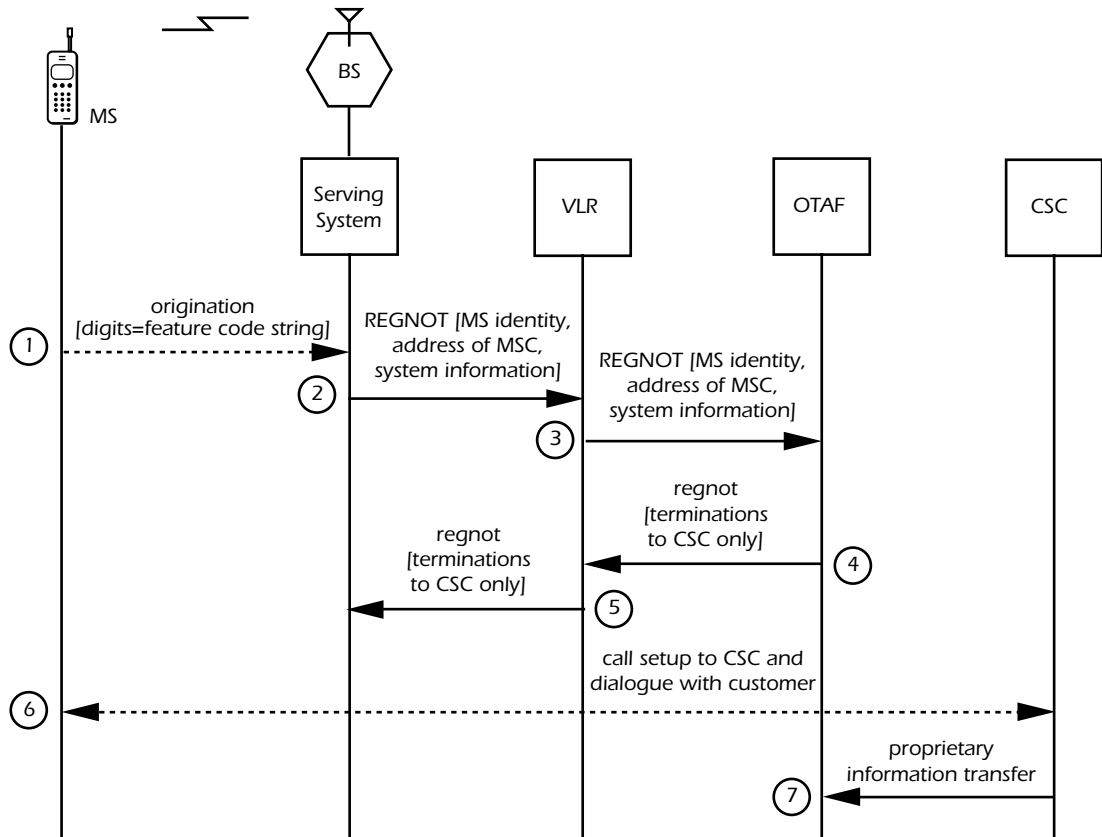 BS
MS
Serving
System
VLR
OTAF
CSC
origination
[digits=feature code string]
1
REGNOT [MS identity,
address of MSC,
system information]
2
REGNOT [MS identity,
address of MSC,
system information]
3
regnot
[terminations
to CSC only]
4
regnot
[terminations
to CSC only]
5
call setup to CSC and
dialogue with customer
6
proprietary
information transfer
7